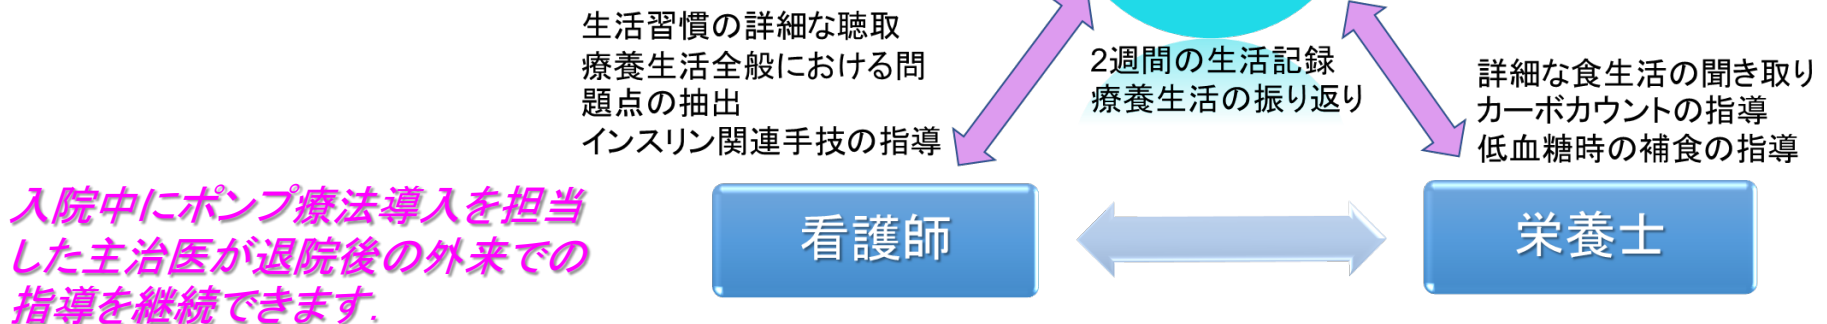 生活習慣の詳細な聴取
療養生活全般における問
題点の抽出
インスリン関連手技の指導
2週間の生活記録
療養生活の振り返り
詳細な食生活の聞き取り
カーボカウントの指導
低血糖時の補食の指導
入院中にポンプ療法導入を担当
した主治医が退院後の外来での
指導を継続できます.
看護師
栄養士